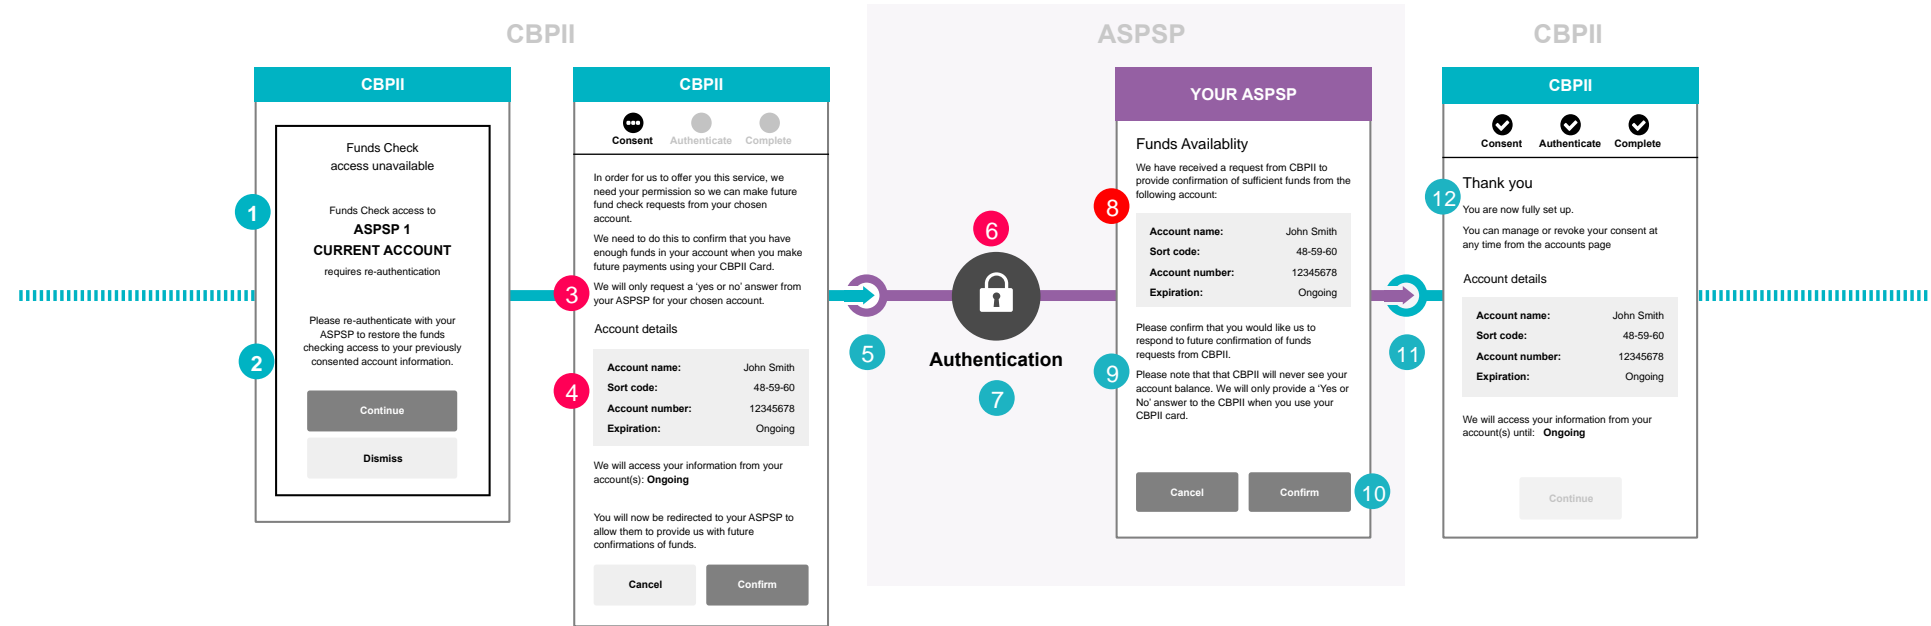 CBPII
ASPSP
CBPII
CBPII
1
Funds Check
access unavailable
Funds Check access to
ASPSP 1
CURRENT ACCOUNT
requires re-authentication
2
Please re-authenticate with your
ASPSP to restore the funds
checking access to your previously
consented account information.
Continue
Dismiss
CBPII
Consent
Authenticate
Complete
In order for us to offer you this service, we
need your permission so we can make future
fund check requests from your chosen
account.
We need to do this to confirm that you have
enough funds in your account when you make
future payments using your CBPII Card.
3
We will only request a ‘yes or no’ answer from
your ASPSP for your chosen account.
Account details
4
Account name: John Smith
Sort code: 48-59-60
Account number: 12345678
Expiration: Ongoing
We will access your information from your
account(s): Ongoing
You will now be redirected to your ASPSP to
allow them to provide us with future
confirmations of funds.
Cancel
Confirm
5
6
Authentication
7
YOUR ASPSP
Funds Availablity
We have received a request from CBPII to
provide confirmation of sufficient funds from the
following account:
8
Account name: John Smith
Sort code: 48-59-60
Account number: 12345678
Expiration: Ongoing
Please confirm that you would like us to
respond to future confirmation of funds
requests from CBPII.
9
Please note that that CBPII will never see your
account balance. We will only provide a ‘Yes or
No’ answer to the CBPII when you use your
CBPII card.
Cancel
Confirm
10
11
CBPII
Consent
Authenticate
Complete
12
Thank you
You are now fully set up.
You can manage or revoke your consent at
any time from the accounts page
Account details
Account name: John Smith
Sort code: 48-59-60
Account number: 12345678
Expiration: Ongoing
We will access your information from your
account(s) until: Ongoing
Continue